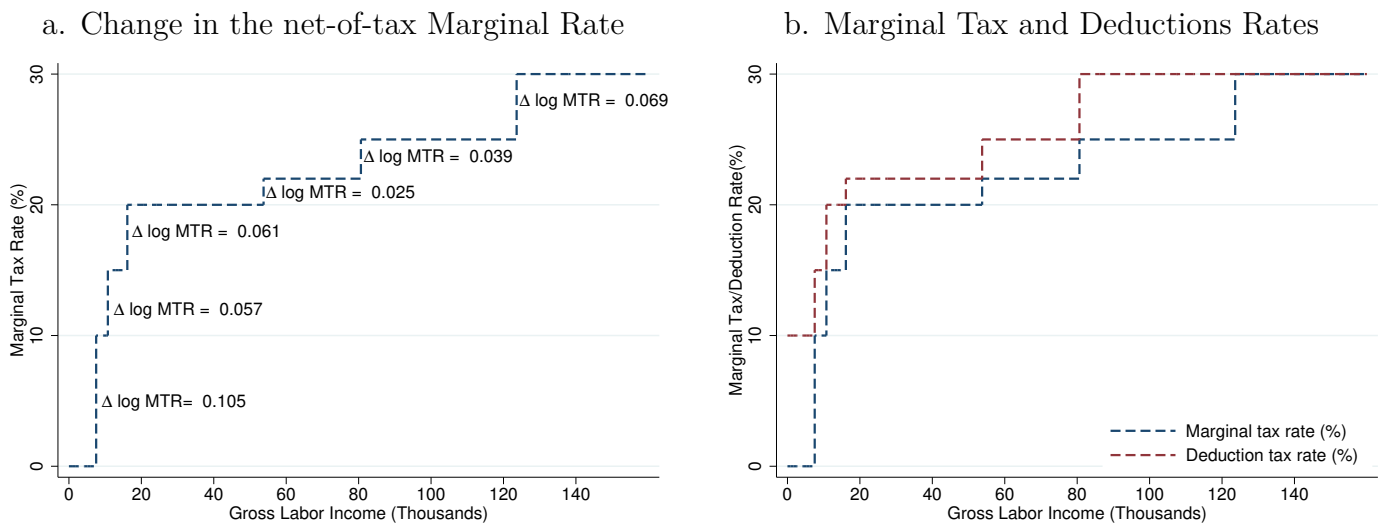 a. Change in the net-of-tax Marginal Rate
30
Δ log MTR =  0.069
Δ log MTR =  0.039
Δ log MTR =  0.025
20
Δ log MTR =  0.061
Δ log MTR =  0.057
10
Δ log MTR=  0.105
0
Marginal Tax Rate (%)
0 20 40 60 80 100 120 140
Gross Labor Income (Thousands)
b. Marginal Tax and Deductions Rates
30
20
10
0
Marginal Tax/Deduction Rate(%)
Marginal tax rate (%)
Deduction tax rate (%)
0 20 40 60 80 100 120 140
Gross Labor Income (Thousands)